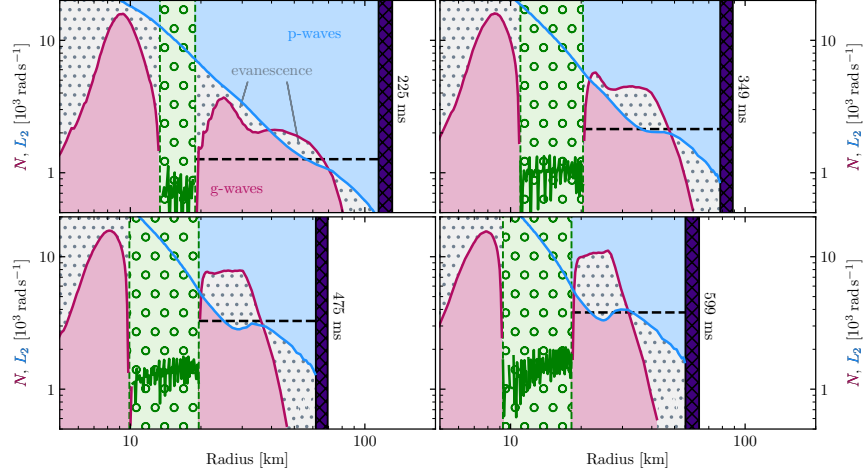 10
1
N, L₂ [10³ rad s⁻¹]
p-waves
evanescence
g-waves
225 ms
349 ms
10
1
N, L₂ [10³ rad s⁻¹]
10
1
N, L₂ [10³ rad s⁻¹]
475 ms
509 ms
10
1
N, L₂ [10³ rad s⁻¹]
10
100
Radius [km]
10
100
Radius [km]